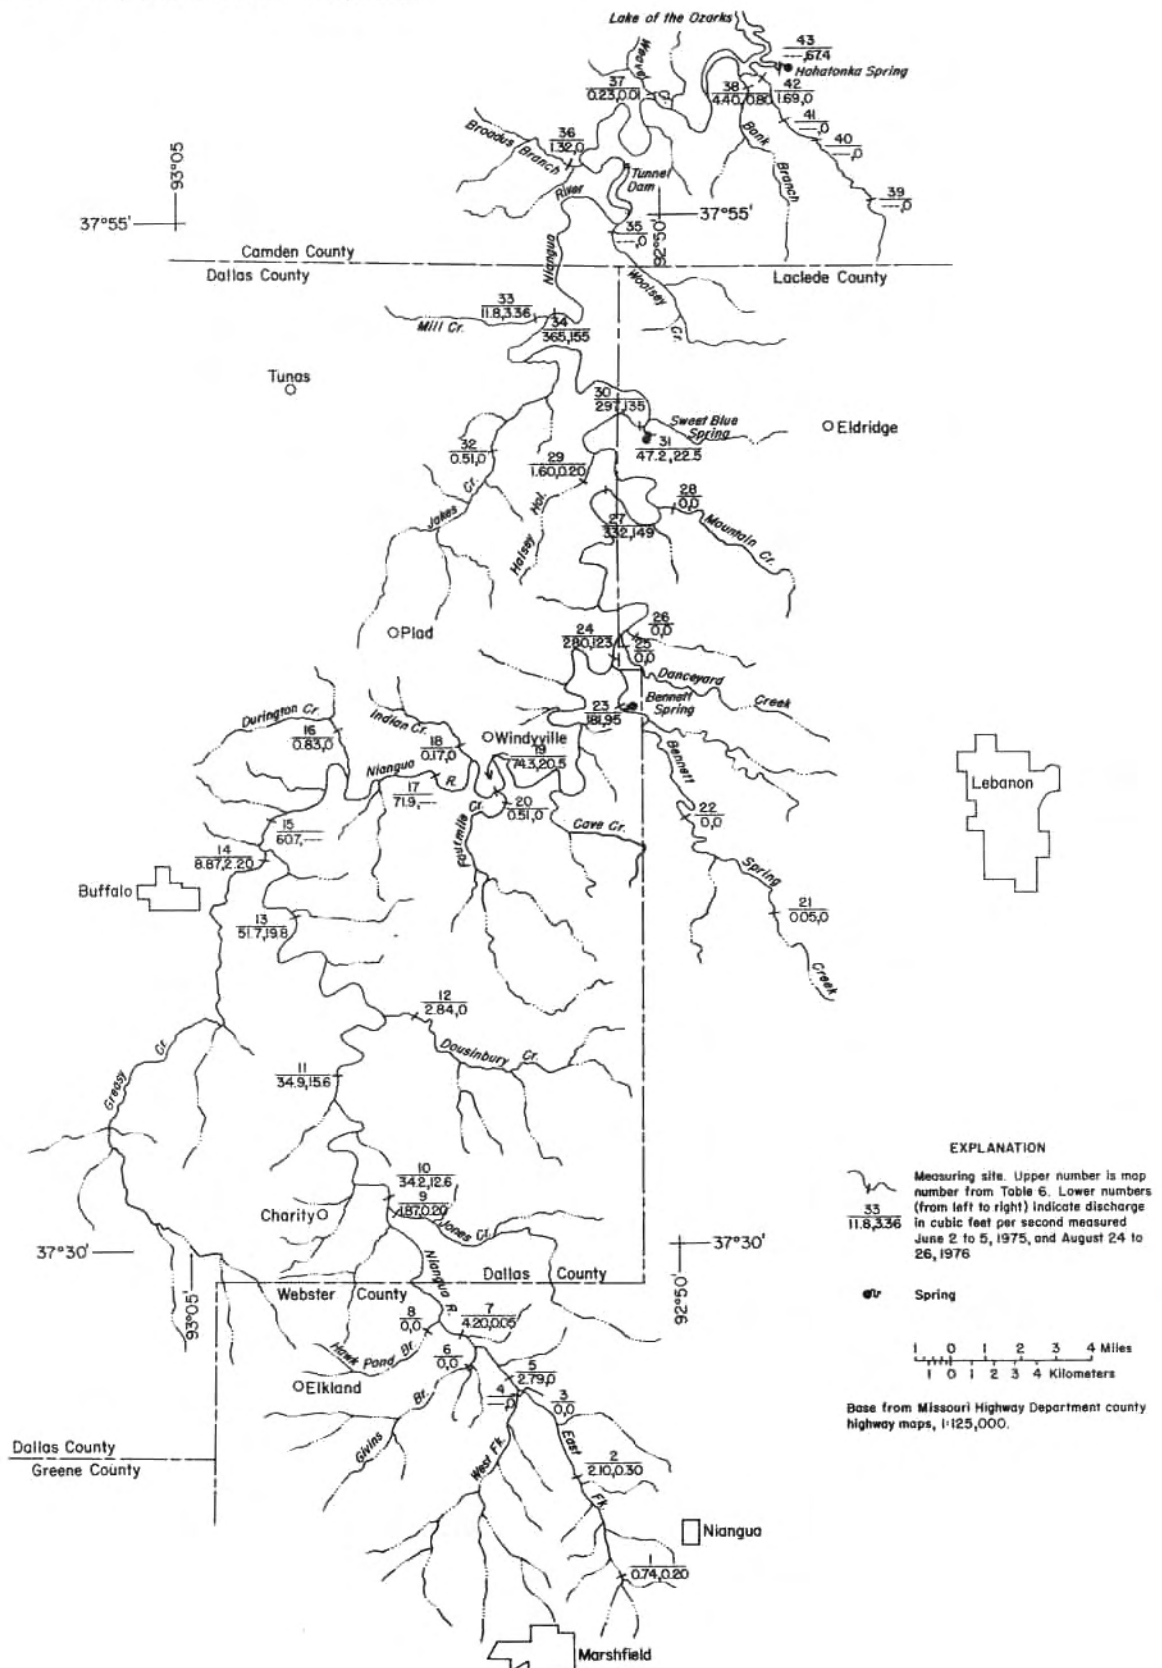 Lake of the Ozarks
43
---,67.4
Hahatonka Spring
Weaver
Cr.
37
0.23,0.01
38
4.40,0.80
42
1.69,0
41
---,0
40
---,0
39
---,0
Bank
Branch
36
1.32,0
Broadus Branch
Tunnel
Dam
93°05'
37°55'
37°55'
92°50'
35
---,0
Niangua
River
Camden County
Dallas County
Laclede County
Woolsey
Cr.
33
11.8,3.36
Mill Cr.
34
365,155
Tunas
30
297,135
Sweet Blue
Spring
31
47.2,22.5
Eldridge
32
0.51,0
29
1.60,0.20
Jakes Cr.
Halsey Hol.
28
0,0
27
332,149
Mountain Cr.
Plad
26
0,0
24
280,123
25
0,0
Danceyard
Creek
Bennett
Spring
23
181,95
Durington Cr.
16
0.83,0
Indian Cr.
18
0.17,0
Windyville
19
74.3,20.5
Niangua R.
17
71.9,---
20
0.51,0
Fourmile Cr.
Cave Cr.
Bennett
Spring
Creek
22
0,0
21
0.05,0
Lebanon
15
60.7,---
14
8.87,2.20
Buffalo
13
51.7,19.8
12
2.84,0
Dousinbury Cr.
Greasy Cr.
11
34.9,15.6
10
34.2,12.6
9
1.87,0.20
Charity
Jones Cr.
37°30'
37°30'
93°05'
92°50'
Dallas County
Webster County
Niangua R.
8
0,0
7
4.20,0.05
Hawk Pond Br.
6
0,0
5
2.79,0
Elkland
4
---,0
3
0,0
Givins Br.
West Fk.
East Fk.
2
2.10,0.30
Dallas County
Greene County
Niangua
1
0.74,0.20
Marshfield
EXPLANATION
33
11.8,3.36
Measuring site. Upper number is map
number from Table 6. Lower numbers
(from left to right) indicate discharge
in cubic feet per second measured
June 2 to 5, 1975, and August 24 to
26, 1976
Spring
1 0 1 2 3 4 Miles
1 0 1 2 3 4 Kilometers
Base from Missouri Highway Department county
highway maps, 1:125,000.